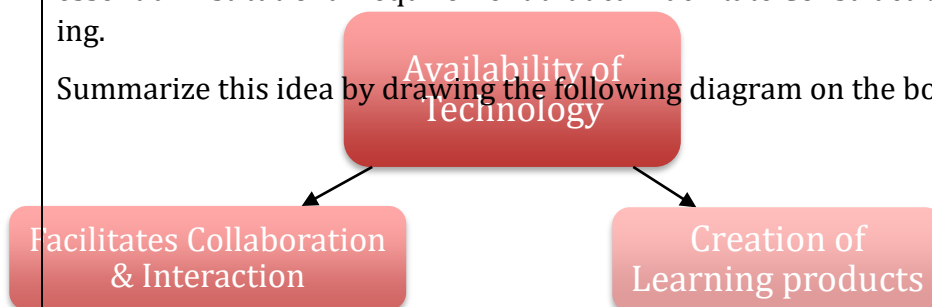 ing.
Summarize this idea by drawing the following diagram on the bo
Availability of
Technology
Facilitates Collaboration
& Interaction
Creation of
Learning products